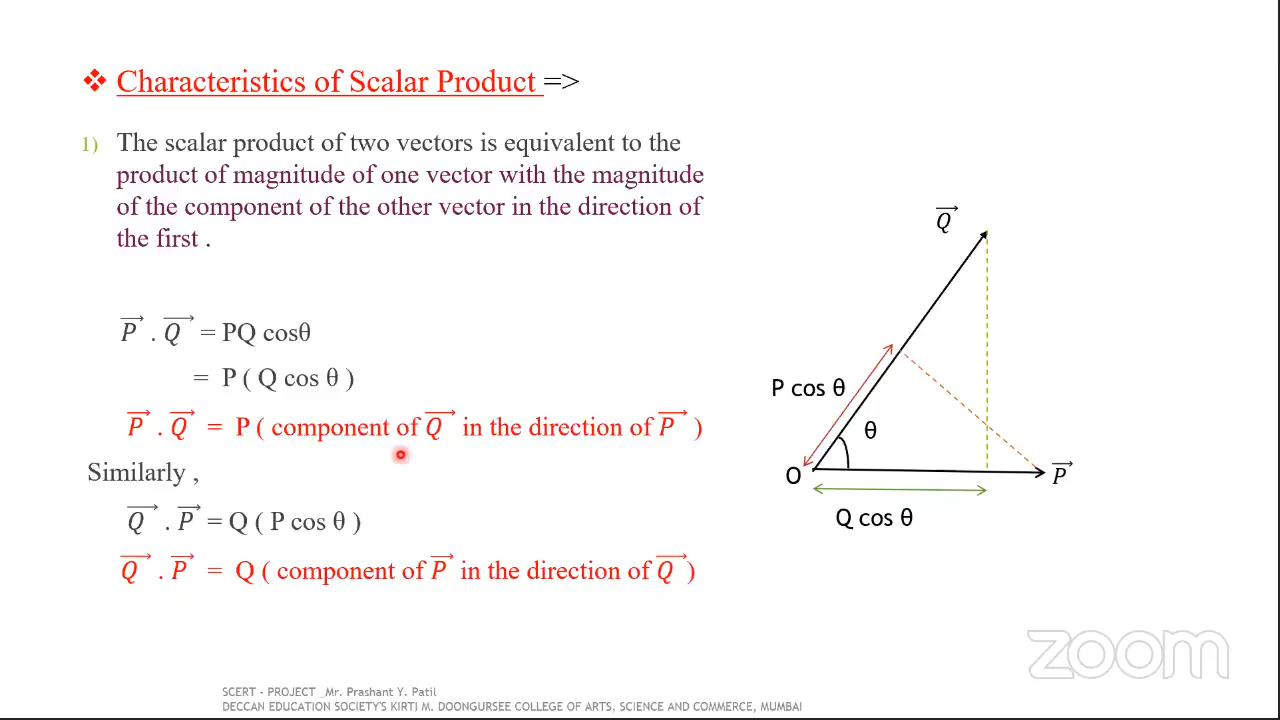 ❖ Characteristics of Scalar Product =>
1) The scalar product of two vectors is equivalent to the
product of magnitude of one vector with the magnitude
of the component of the other vector in the direction of
the first .
P⃗ . Q⃗ = PQ cosθ
= P ( Q cos θ )
P⃗ . Q⃗ = P ( component of Q⃗ in the direction of P⃗ )
Similarly ,
Q⃗ . P⃗ = Q ( P cos θ )
Q⃗ . P⃗ = Q ( component of P⃗ in the direction of Q⃗ )
Q⃗
P cos θ
θ
O
P⃗
Q cos θ
zoom
SCERT - PROJECT _Mr. Prashant Y. Patil
DECCAN EDUCATION SOCIETY'S KIRTI M. DOONGURSEE COLLEGE OF ARTS, SCIENCE AND COMMERCE, MUMBAI